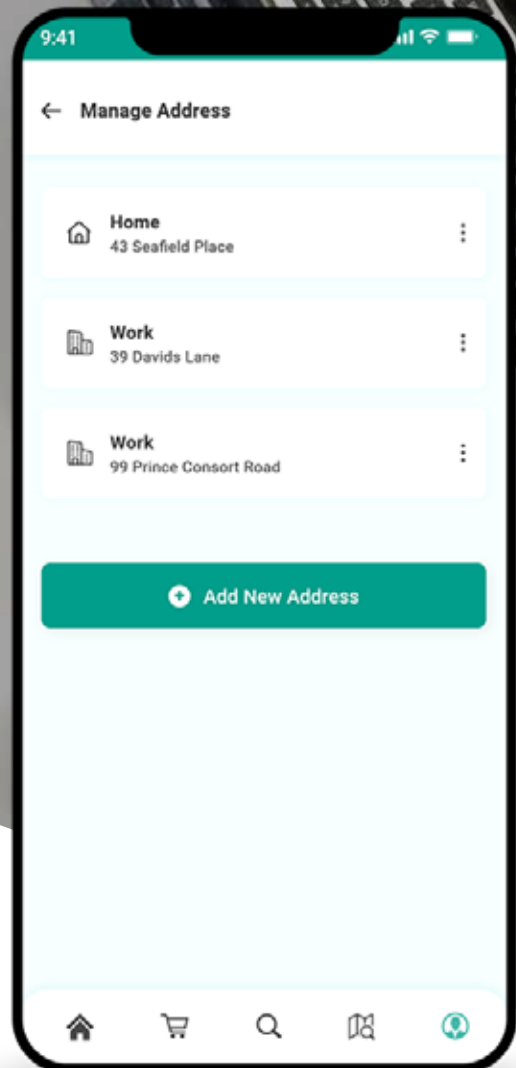 9:41
Manage Address
Home
43 Seafield Place
Work
39 Davids Lane
Work
99 Prince Consort Road
Add New Address